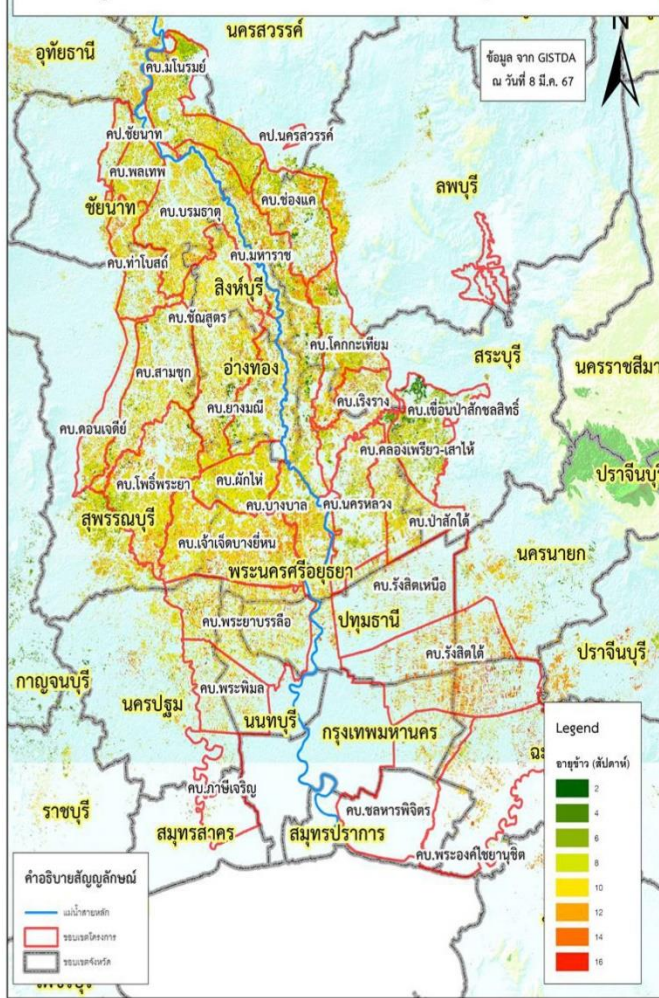 นครสวรรค์
N
อุทัยธานี
ข้อมูล จาก GISTDA
ณ วันที่ 8 มี.ค. 67
คบ.มโนรมย์
คป.ชัยนาท
คป.นครสวรรค์
คบ.พลเทพ
คบ.ช่องแค
ลพบุรี
ชัยนาท
คบ.บรมธาตุ
คบ.มหาราช
คบ.ท่าโบสถ์
สิงห์บุรี
คบ.ชัณสูตร
คบ.โคกกะเทียม
สระบุรี
นครราชสีมา
อ่างทอง
คบ.สามชุก
คบ.เริงราง
คบ.เขื่อนป่าสักชลสิทธิ์
คบ.ยางมณี
คบ.ดอนเจดีย์
คบ.คลองเพรียว-เสาไห้
คบ.โพธิ์พระยา
คบ.ผักไห่
ปราจีนบุรี
คบ.บางบาล
คบ.นครหลวง
สุพรรณบุรี
คบ.ป่าสักใต้
คบ.เจ้าเจ็ดบางยี่หน
นครนายก
พระนครศรีอยุธยา
คบ.รังสิตเหนือ
คบ.พระยาบรรลือ
ปทุมธานี
คบ.รังสิตใต้
ปราจีนบุรี
กาญจนบุรี
คบ.พระพิมล
นครปฐม
นนทบุรี
กรุงเทพมหานคร
Legend
อายุข้าว (สัปดาห์)
2
4
6
8
10
12
14
16
คบ.ภาษีเจริญ
ราชบุรี
คบ.ชลหารพิจิตร
สมุทรสาคร
สมุทรปราการ
คบ.พระองค์ไชยานุชิต
คำอธิบายสัญญลักษณ์
แม่น้ำสายหลัก
ขอบเขตโครงการ
ขอบเขตจังหวัด